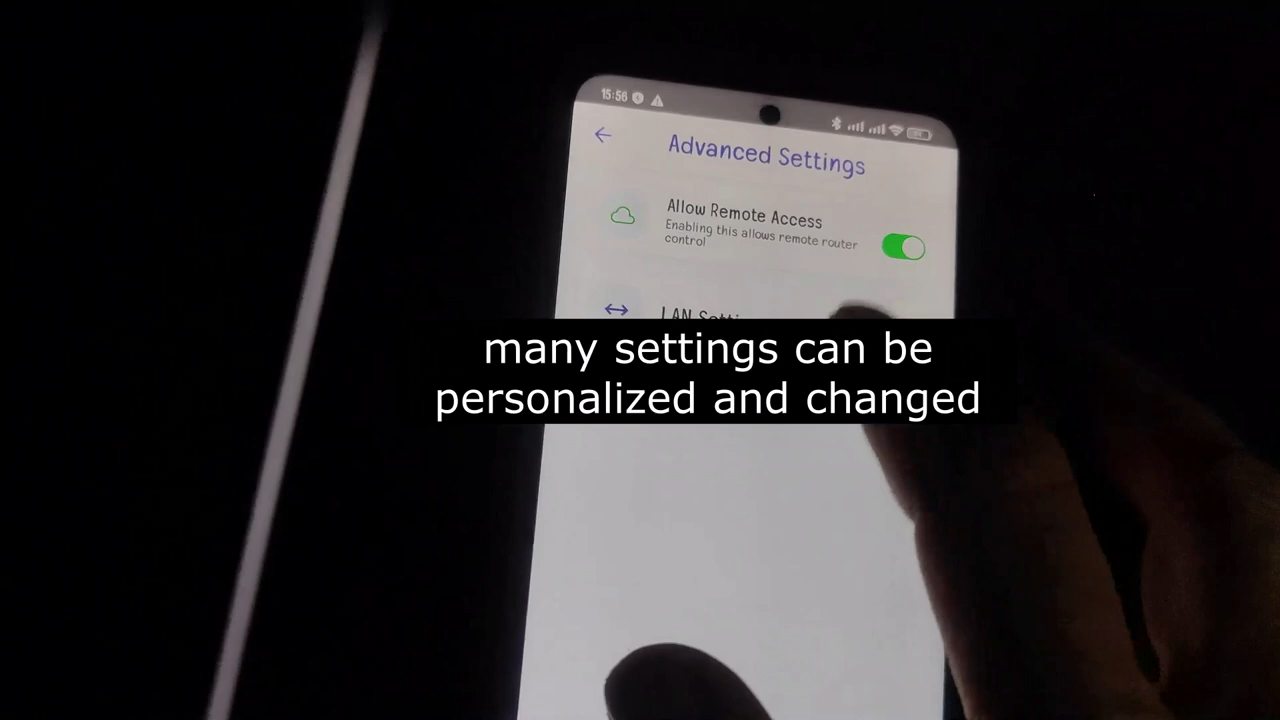 15:56
Advanced Settings
Allow Remote Access
Enabling this allows remote router
control
LAN
many settings can be
personalized and changed